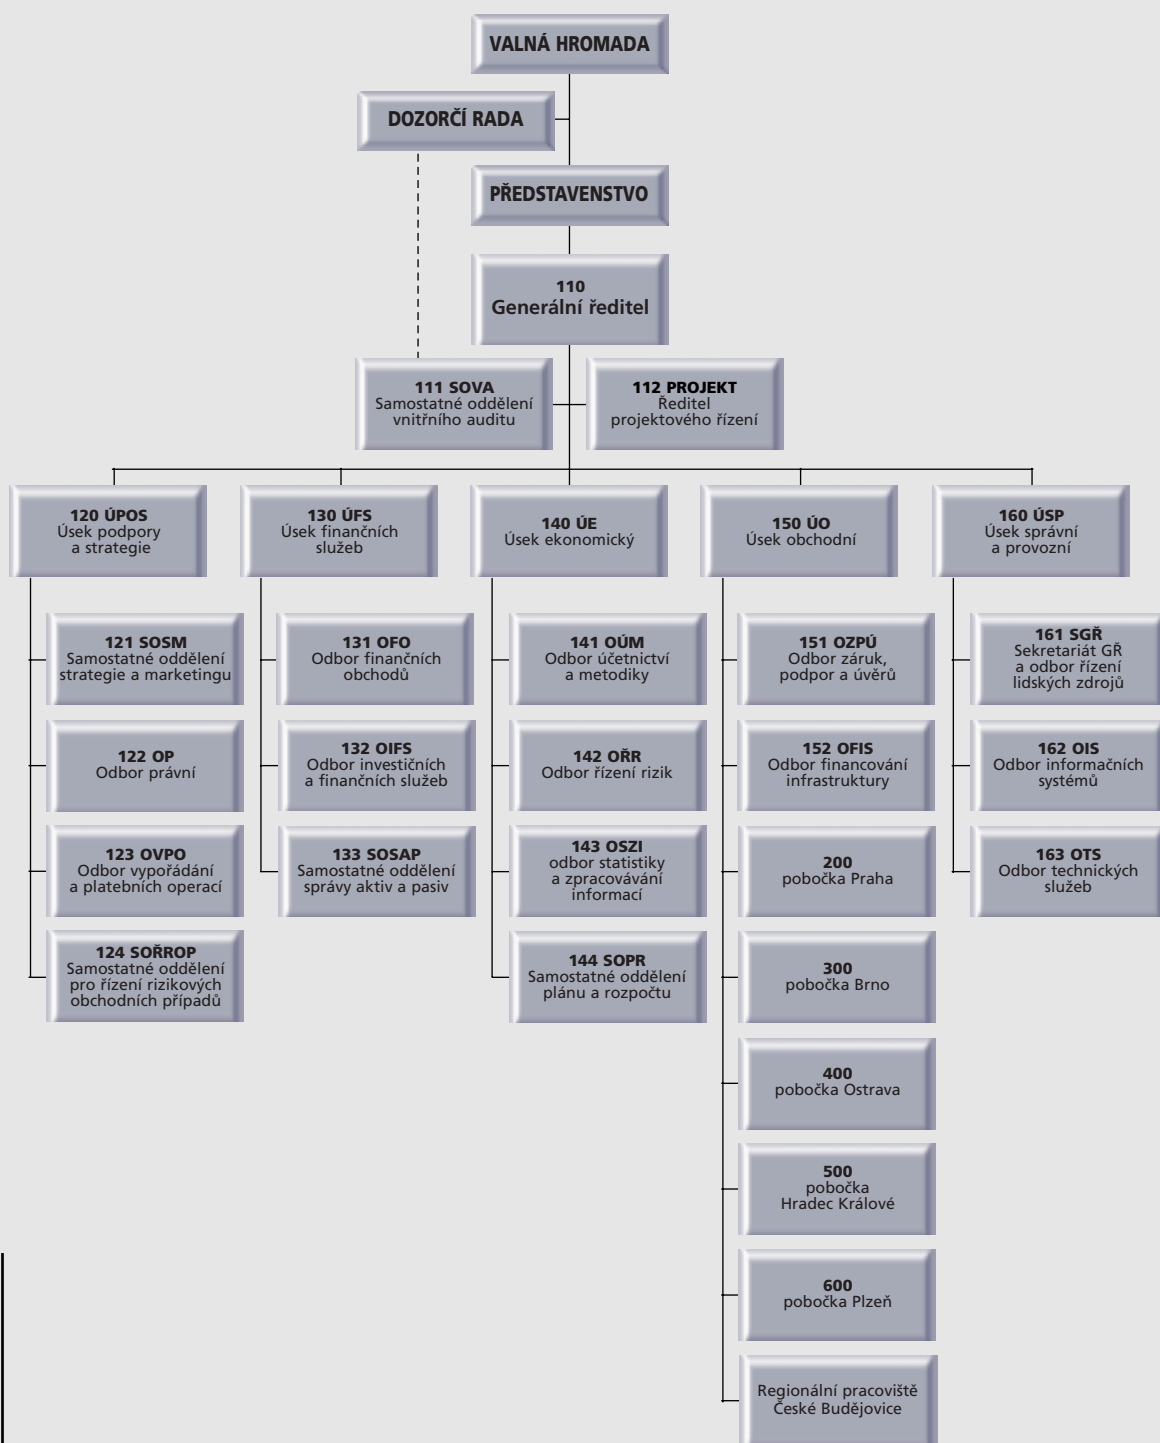 VALNÁ HROMADA
DOZORČÍ RADA
PŘEDSTAVENSTVO
110
Generální ředitel
111 SOVA
Samostatné oddělení
vnitřního auditu
112 PROJEKT
Ředitel
projektového řízení
120 ÚPOS
Úsek podpory
a strategie
130 ÚFS
Úsek finančních
služeb
140 ÚE
Úsek ekonomický
150 ÚO
Úsek obchodní
160 ÚSP
Úsek správní
a provozní
121 SOSM
Samostatné oddělení
strategie a marketingu
122 OP
Odbor právní
123 OVPO
Odbor vypořádání
a platebních operací
124 SOŘROP
Samostatné oddělení
pro řízení rizikových
obchodních případů
131 OFO
Odbor finančních
obchodů
132 OIFS
Odbor investičních
a finančních služeb
133 SOSAP
Samostatné oddělení
správy aktiv a pasiv
141 OÚM
Odbor účetnictví
a metodiky
142 OŘR
Odbor řízení rizik
143 OSZI
odbor statistiky
a zpracovávání
informací
144 SOPR
Samostatné oddělení
plánu a rozpočtu
151 OZPÚ
Odbor záruk,
podpor a úvěrů
152 OFIS
Odbor financování
infrastruktury
200
pobočka Praha
300
pobočka Brno
400
pobočka Ostrava
500
pobočka
Hradec Králové
600
pobočka Plzeň
Regionální pracoviště
České Budějovice
161 SGŘ
Sekretariát GŘ
a odbor řízení
lidských zdrojů
162 OIS
Odbor informačních
systémů
163 OTS
Odbor technických
služeb